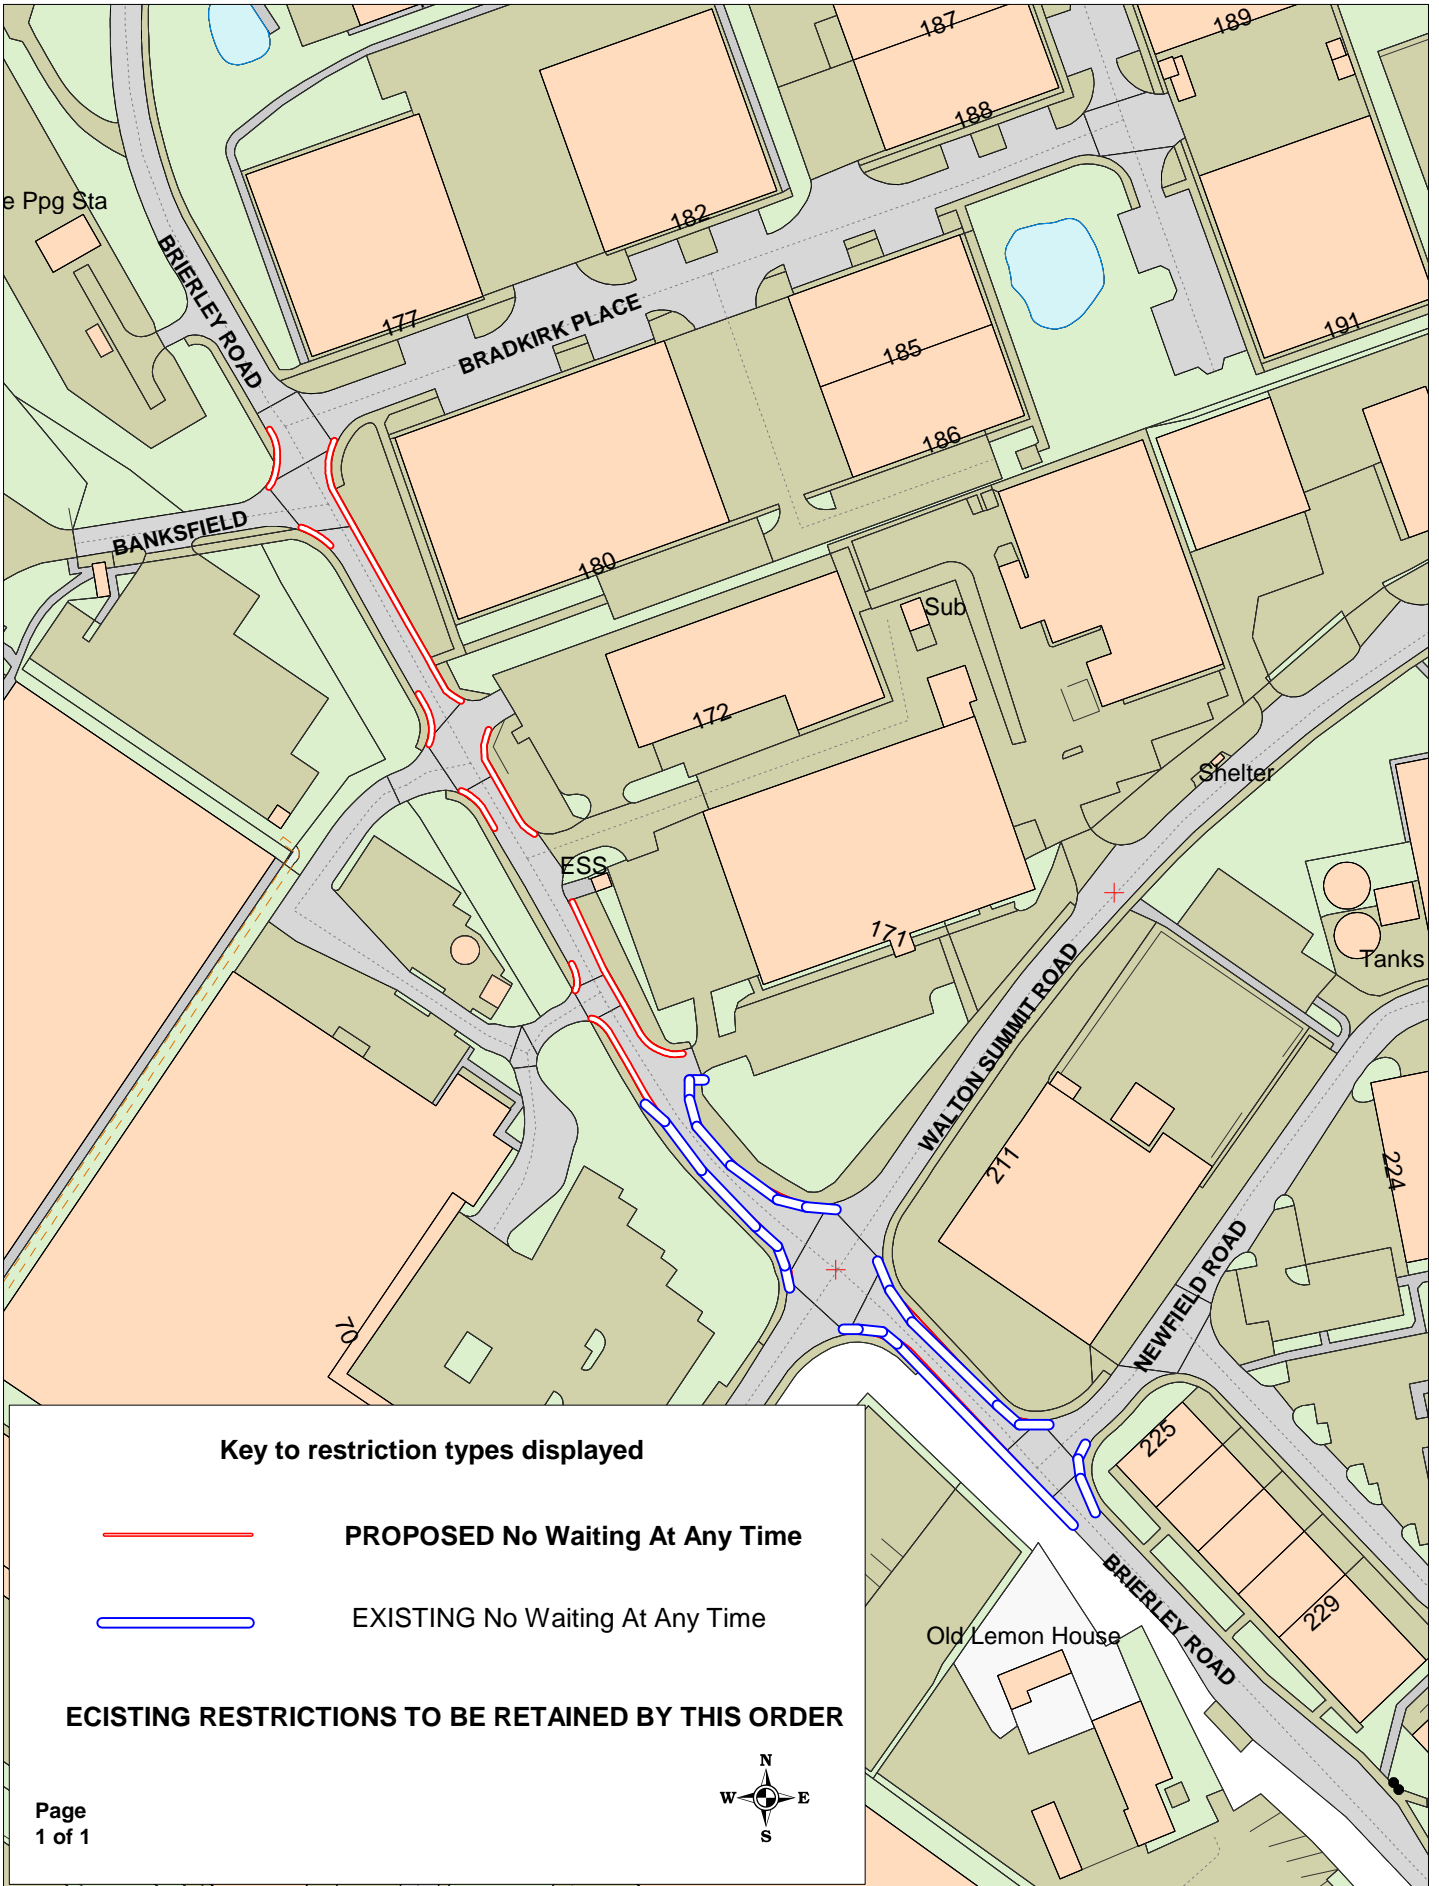 187
189
188
e Ppg Sta
182
BRIERLEY ROAD
177
BRADKIRK PLACE
191
185
186
BANKSFIELD
180
Sub
172
Shelter
ESS
171
Tanks
WALTON SUMMIT ROAD
211
224
NEWFIELD ROAD
70
225
229
BRIERLEY ROAD
Old Lemon House
Key to restriction types displayed
PROPOSED No Waiting At Any Time
EXISTING No Waiting At Any Time
ECISTING RESTRICTIONS TO BE RETAINED BY THIS ORDER
N
W E
S
Page
1 of 1